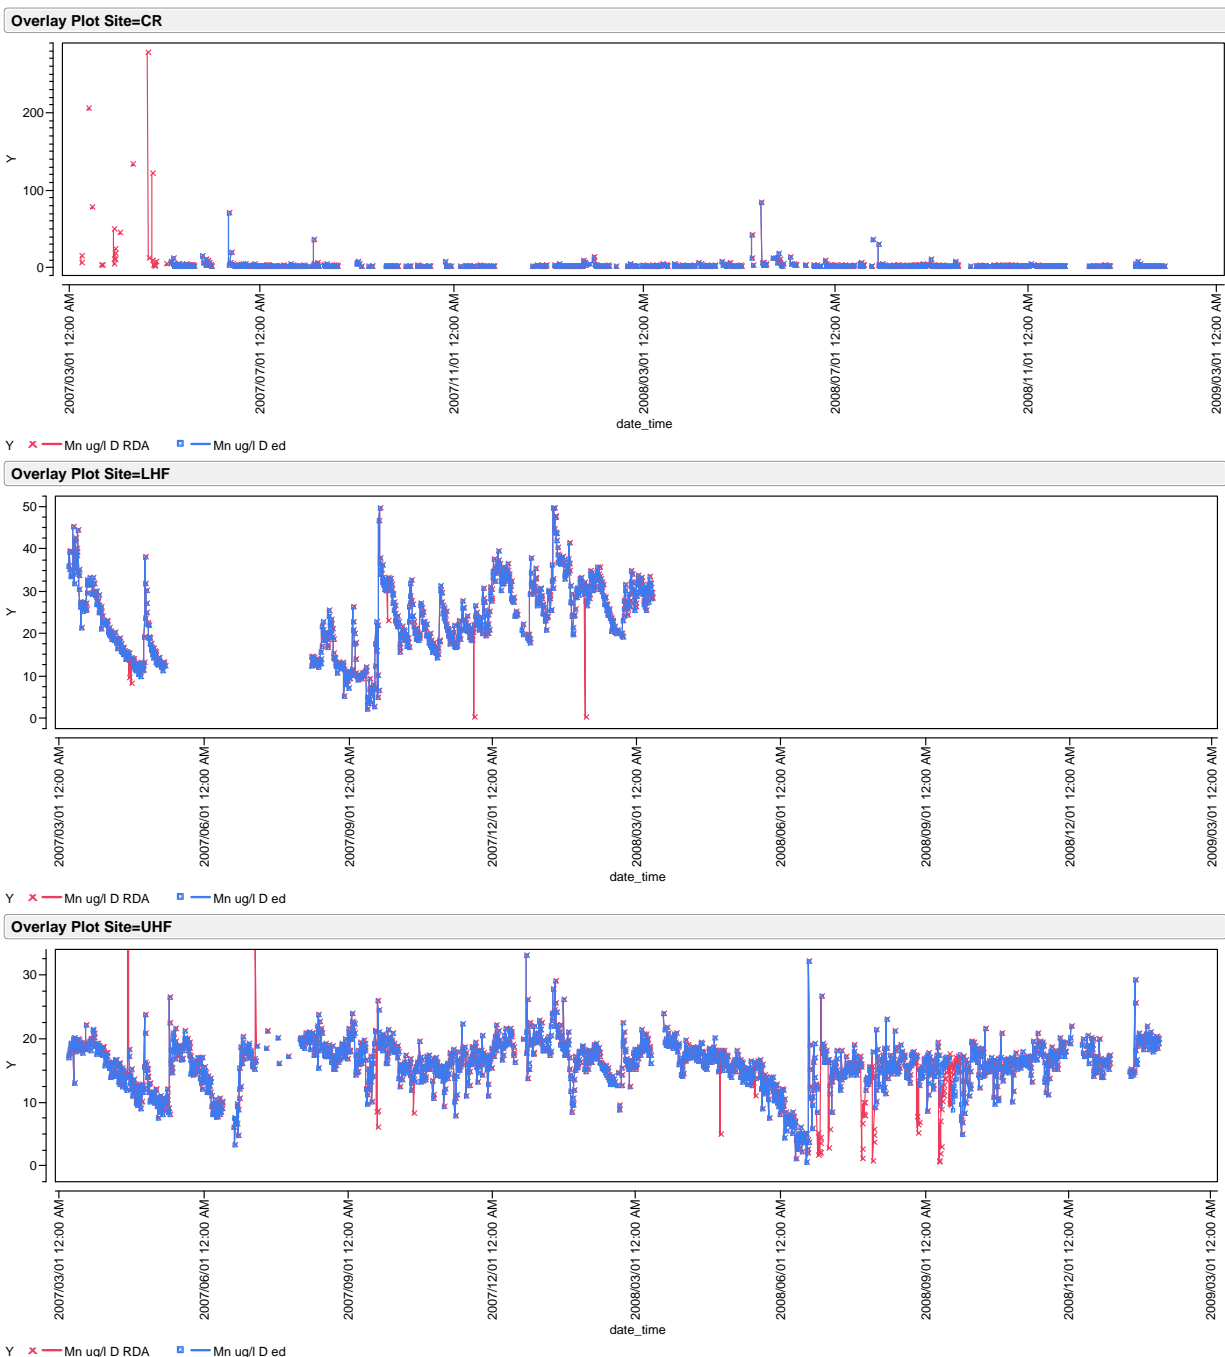 Overlay Plot Site=CR
Y
200
100
0
2007/03/01 12:00 AM
2007/07/01 12:00 AM
2007/11/01 12:00 AM
2008/03/01 12:00 AM
2008/07/01 12:00 AM
2008/11/01 12:00 AM
2009/03/01 12:00 AM
date_time
Y Mn ug/l D RDA Mn ug/l D ed
Overlay Plot Site=LHF
Y
50
40
30
20
10
0
2007/03/01 12:00 AM
2007/06/01 12:00 AM
2007/09/01 12:00 AM
2007/12/01 12:00 AM
2008/03/01 12:00 AM
2008/06/01 12:00 AM
2008/09/01 12:00 AM
2008/12/01 12:00 AM
2009/03/01 12:00 AM
date_time
Y Mn ug/l D RDA Mn ug/l D ed
Overlay Plot Site=UHF
Y
30
20
10
0
2007/03/01 12:00 AM
2007/06/01 12:00 AM
2007/09/01 12:00 AM
2007/12/01 12:00 AM
2008/03/01 12:00 AM
2008/06/01 12:00 AM
2008/09/01 12:00 AM
2008/12/01 12:00 AM
2009/03/01 12:00 AM
date_time
Y Mn ug/l D RDA Mn ug/l D ed